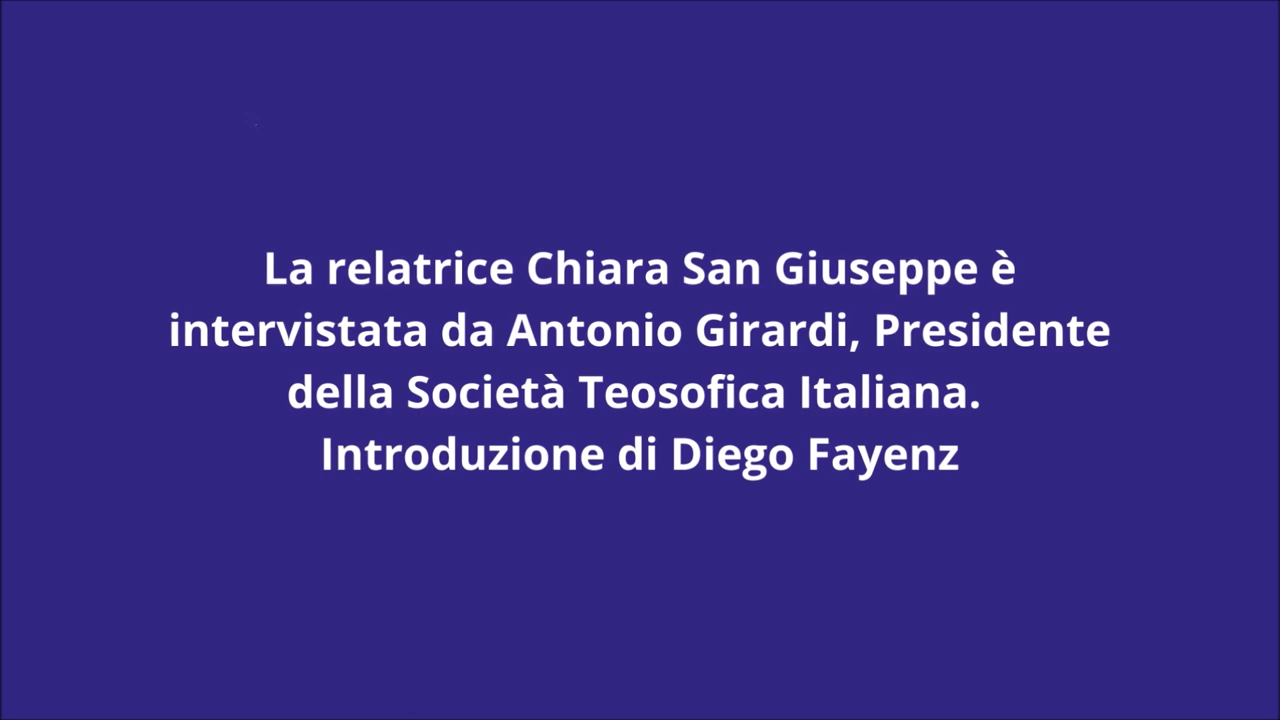 La relatrice Chiara San Giuseppe è
intervistata da Antonio Girardi, Presidente
della Società Teosofica Italiana.
Introduzione di Diego Fayenz